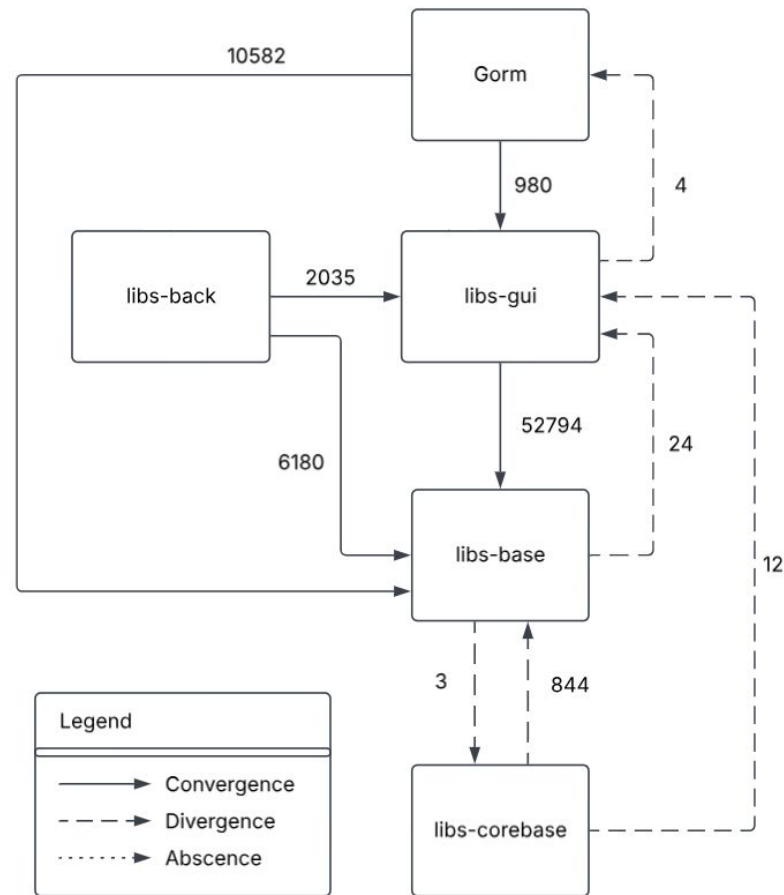 10582
Gorm
980
4
libs-back
2035
libs-gui
52794
6180
24
libs-base
12
3
844
Legend
Convergence
Divergence
Abscence
libs-corebase